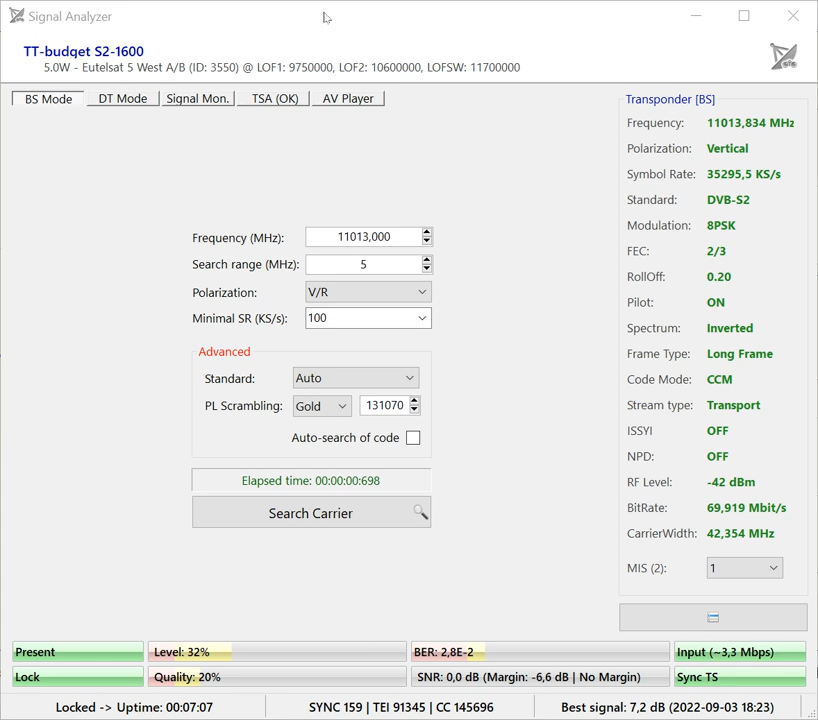 Signal Analyzer
TT-budget S2-1600
5.0W - Eutelsat 5 West A/B (ID: 3550) @ LOF1: 9750000, LOF2: 10600000, LOFSW: 11700000
BS Mode DT Mode Signal Mon. TSA (OK) AV Player
Frequency (MHz): 11013,000
Search range (MHz): 5
Polarization: V/R
Minimal SR (KS/s): 100
Advanced
Standard: Auto
PL Scrambling: Gold 131070
Auto-search of code
Elapsed time: 00:00:00:698
Search Carrier
Transponder [BS]
Frequency: 11013,834 MHz
Polarization: Vertical
Symbol Rate: 35295,5 KS/s
Standard: DVB-S2
Modulation: 8PSK
FEC: 2/3
RollOff: 0.20
Pilot: ON
Spectrum: Inverted
Frame Type: Long Frame
Code Mode: CCM
Stream type: Transport
ISSYI OFF
NPD: OFF
RF Level: -42 dBm
BitRate: 69,919 Mbit/s
CarrierWidth: 42,354 MHz
MIS (2): 1
Present Level: 32% BER: 2,8E-2 Input (~3,3 Mbps)
Lock Quality: 20% SNR: 0,0 dB (Margin: -6,6 dB | No Margin) Sync TS
Locked -> Uptime: 00:07:07 SYNC 159 | TEI 91345 | CC 145696 Best signal: 7,2 dB (2022-09-03 18:23)